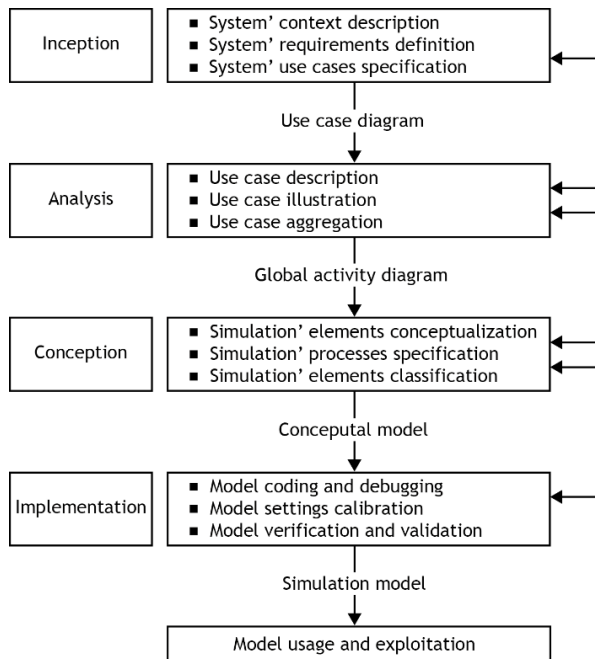 Inception
▪ System’ context description
▪ System’ requirements definition
▪ System’ use cases specification
Use case diagram
Analysis
▪ Use case description
▪ Use case illustration
▪ Use case aggregation
Global activity diagram
Conception
▪ Simulation’ elements conceptualization
▪ Simulation’ processes specification
▪ Simulation’ elements classification
Conceputal model
Implementation
▪ Model coding and debugging
▪ Model settings calibration
▪ Model verification and validation
Simulation model
Model usage and exploitation